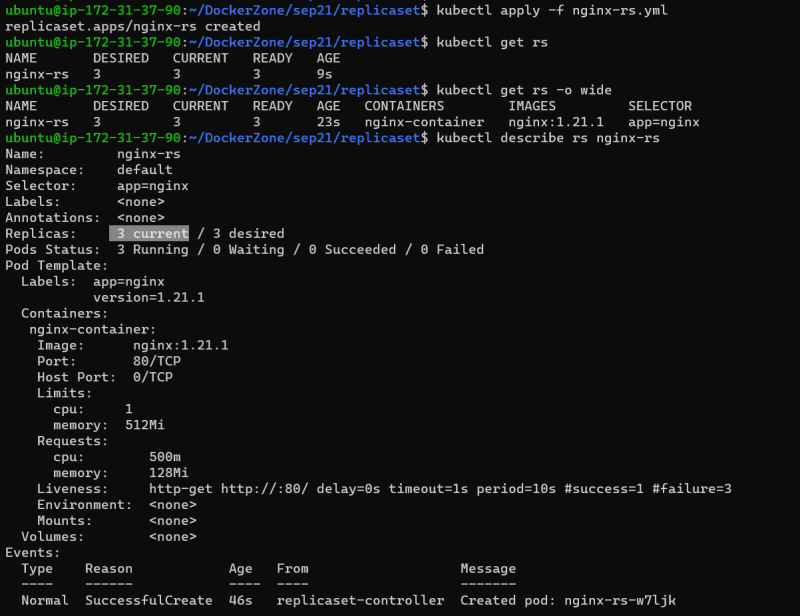 ubuntu@ip-172-31-37-90:~/DockerZone/sep21/replicaset$ kubectl apply -f nginx-rs.yml
replicaset.apps/nginx-rs created
ubuntu@ip-172-31-37-90:~/DockerZone/sep21/replicaset$ kubectl get rs
NAME       DESIRED   CURRENT   READY   AGE
nginx-rs   3         3         3       9s
ubuntu@ip-172-31-37-90:~/DockerZone/sep21/replicaset$ kubectl get rs -o wide
NAME       DESIRED   CURRENT   READY   AGE   CONTAINERS        IMAGES         SELECTOR
nginx-rs   3         3         3       23s   nginx-container   nginx:1.21.1   app=nginx
ubuntu@ip-172-31-37-90:~/DockerZone/sep21/replicaset$ kubectl describe rs nginx-rs
Name:         nginx-rs
Namespace:    default
Selector:     app=nginx
Labels:       <none>
Annotations:  <none>
Replicas:     3 current / 3 desired
Pods Status:  3 Running / 0 Waiting / 0 Succeeded / 0 Failed
Pod Template:
  Labels:  app=nginx
           version=1.21.1
  Containers:
   nginx-container:
    Image:       nginx:1.21.1
    Port:        80/TCP
    Host Port:  0/TCP
    Limits:
      cpu:     1
      memory:  512Mi
    Requests:
      cpu:        500m
      memory:     128Mi
    Liveness:     http-get http://:80/ delay=0s timeout=1s period=10s #success=1 #failure=3
    Environment:  <none>
    Mounts:       <none>
  Volumes:        <none>
Events:
  Type    Reason            Age   From                   Message
  ----    ------            ----  ----                   -------
  Normal  SuccessfulCreate  46s   replicaset-controller  Created pod: nginx-rs-w7ljk